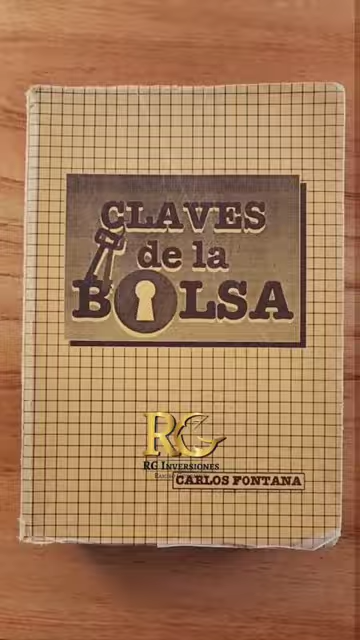 CLAVES
de la
BOLSA
RG
RG INVERSIONES
CARLOS FONTANA